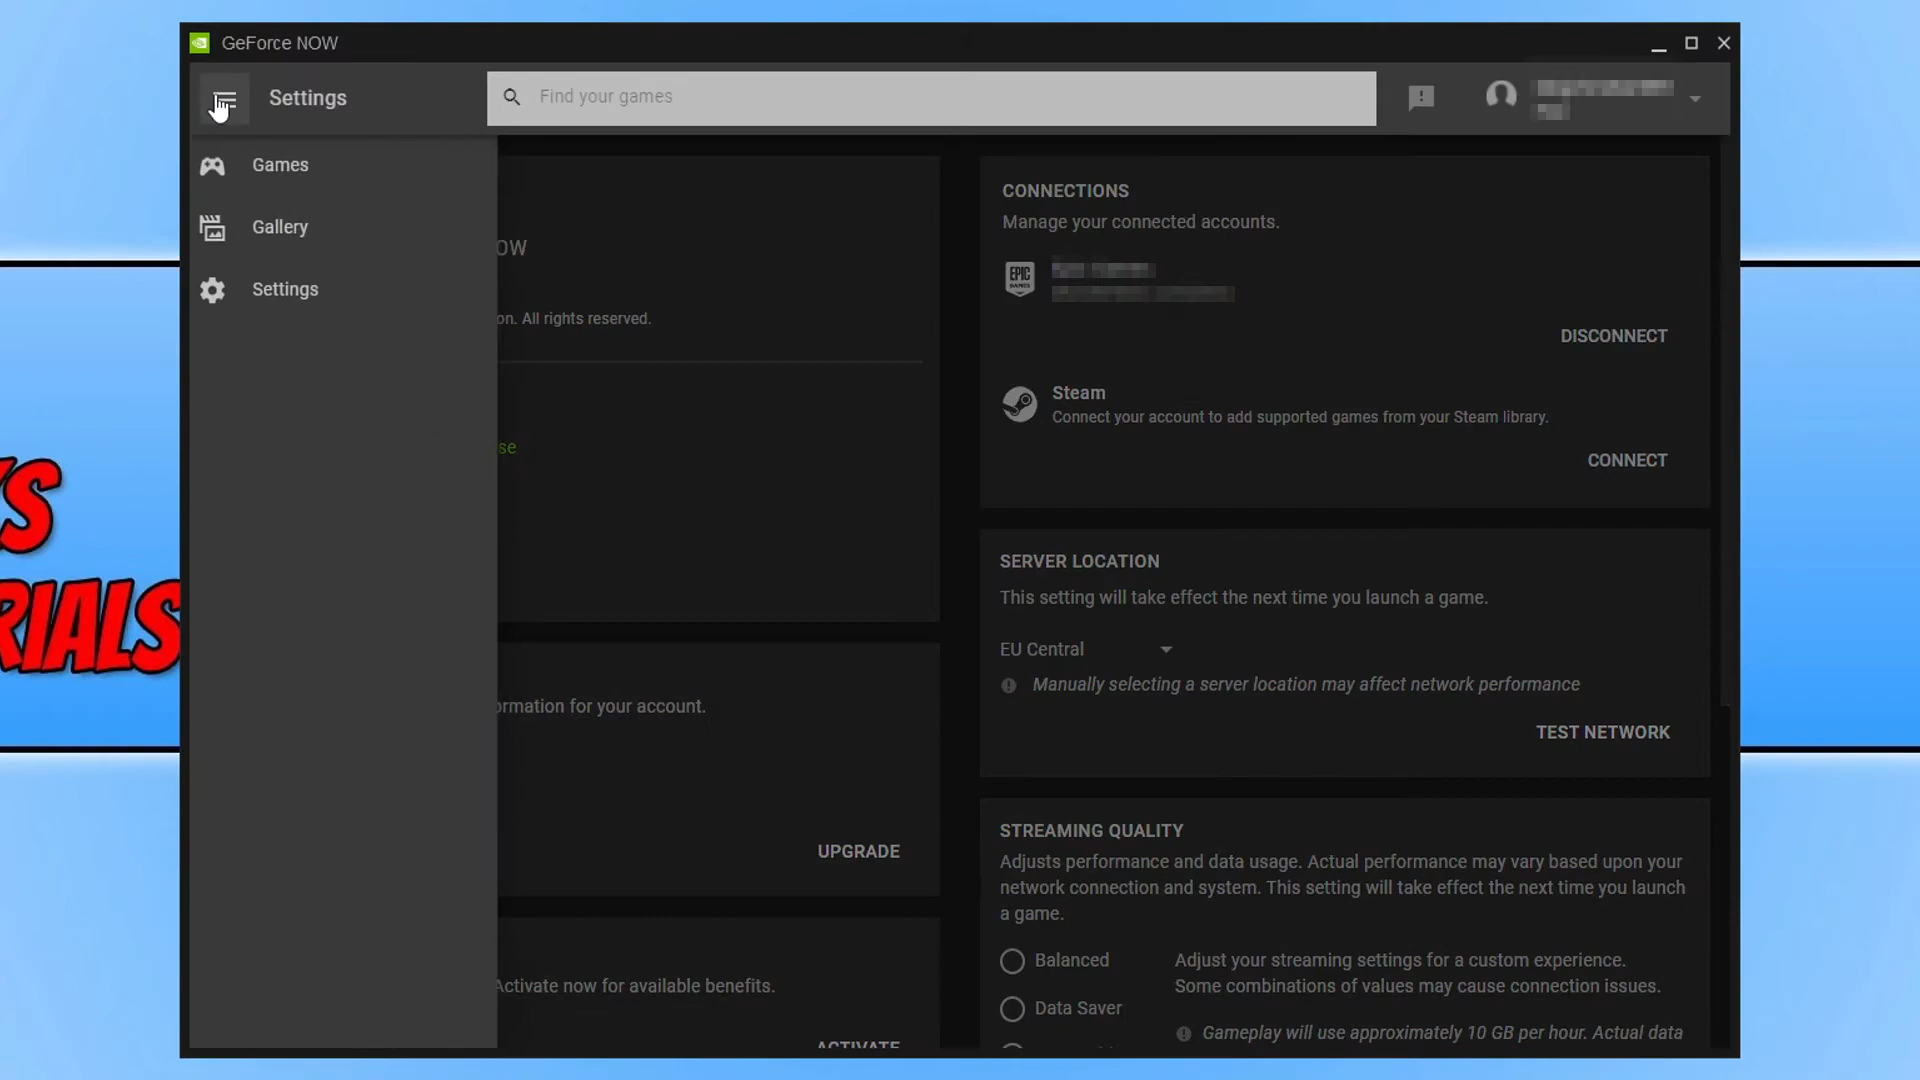 GeForce NOW
Settings
Find your games
Games
Gallery
Settings
OW
on. All rights reserved.
se
ormation for your account.
UPGRADE
Activate now for available benefits.
ACTIVATE
CONNECTIONS
Manage your connected accounts.
EPIC
GAMES
DISCONNECT
Steam
Connect your account to add supported games from your Steam library.
CONNECT
SERVER LOCATION
This setting will take effect the next time you launch a game.
EU Central
Manually selecting a server location may affect network performance
TEST NETWORK
STREAMING QUALITY
Adjusts performance and data usage. Actual performance may vary based upon your
network connection and system. This setting will take effect the next time you launch
a game.
Balanced
Adjust your streaming settings for a custom experience.
Some combinations of values may cause connection issues.
Data Saver
Gameplay will use approximately 10 GB per hour. Actual data
S
RIALS